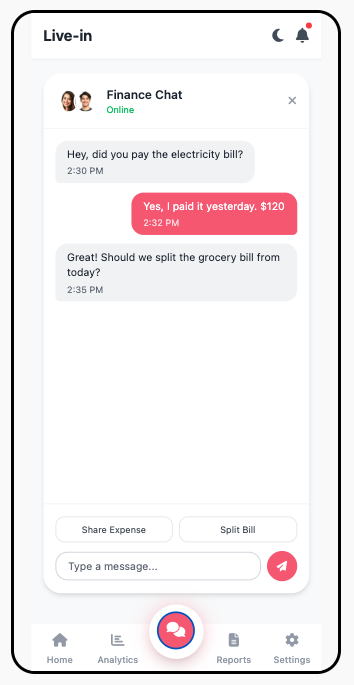 Live-in
Finance Chat
Online
Hey, did you pay the electricity bill?
2:30 PM
Yes, I paid it yesterday. $120
2:32 PM
Great! Should we split the grocery bill from
today?
2:35 PM
Share Expense
Split Bill
Type a message...
Home
Analytics
Reports
Settings